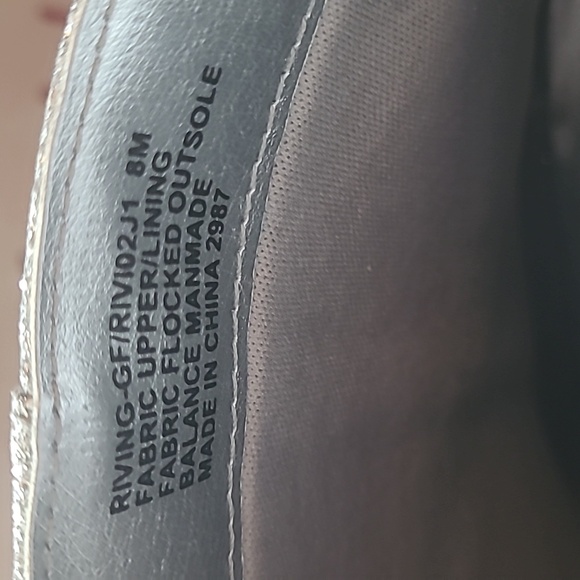 RIVING-GF/RIVI02J1 8M
FABRIC UPPER/LINING
FABRIC FLOCKED OUTSOLE
BALANCE MANMADE
MADE IN CHINA 2987